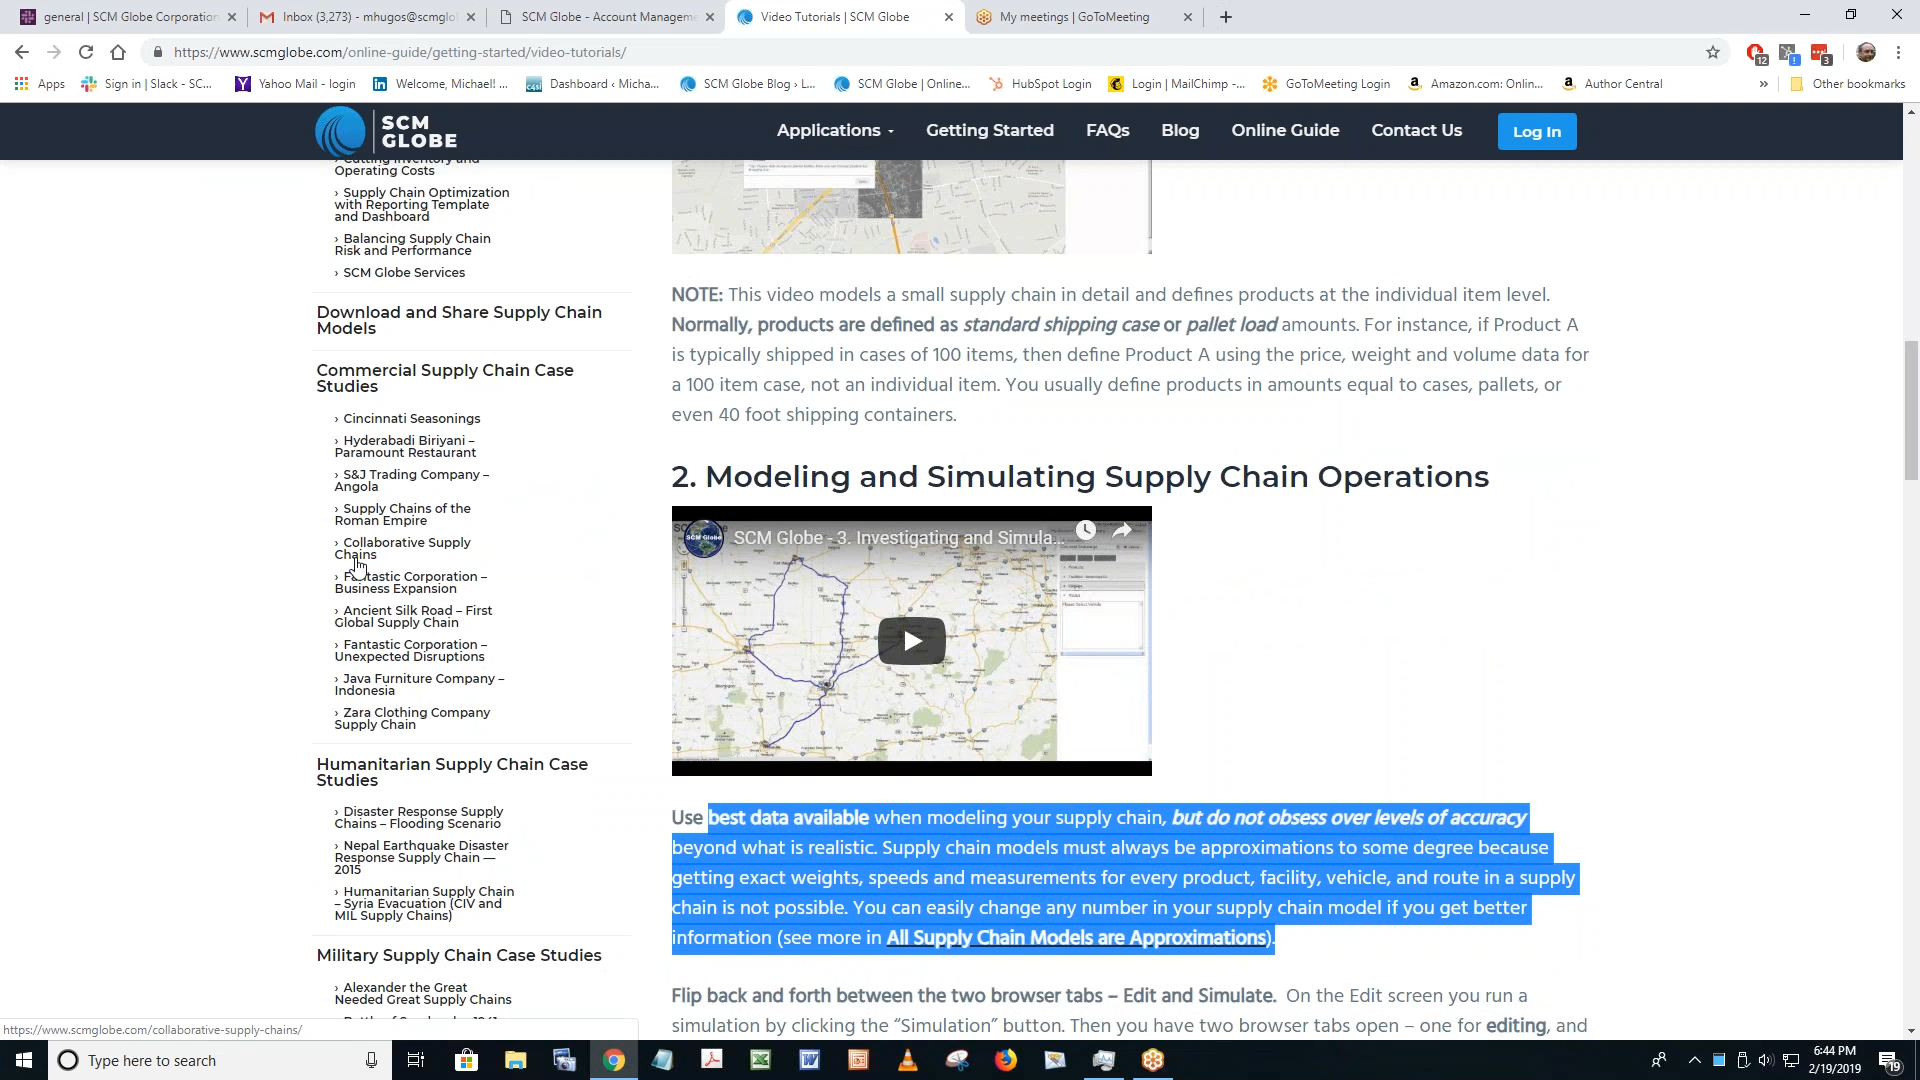 general | SCM Globe Corporation
Inbox (3,273) - mhugos@scmglo
SCM Globe - Account Manageme
Video Tutorials | SCM Globe
My meetings | GoToMeeting
https://www.scmglobe.com/online-guide/getting-started/video-tutorials/
12
3
Apps
Sign in | Slack - SC...
Yahoo Mail - login
Welcome, Michael! ...
Dashboard ‹ Micha...
SCM Globe Blog › L...
SCM Globe | Online...
HubSpot Login
Login | MailChimp -...
GoToMeeting Login
Amazon.com: Onlin...
Author Central
»
Other bookmarks
SCM
GLOBE
Applications
Getting Started
FAQs
Blog
Online Guide
Contact Us
Log In
› Cutting Inventory and
Operating Costs
› Supply Chain Optimization
with Reporting Template
and Dashboard
› Balancing Supply Chain
Risk and Performance
› SCM Globe Services
Download and Share Supply Chain
Models
Commercial Supply Chain Case
Studies
› Cincinnati Seasonings
› Hyderabadi Biriyani –
Paramount Restaurant
› S&J Trading Company –
Angola
› Supply Chains of the
Roman Empire
› Collaborative Supply
Chains
› Fantastic Corporation –
Business Expansion
› Ancient Silk Road – First
Global Supply Chain
› Fantastic Corporation –
Unexpected Disruptions
› Java Furniture Company –
Indonesia
› Zara Clothing Company
Supply Chain
Humanitarian Supply Chain Case
Studies
› Disaster Response Supply
Chains – Flooding Scenario
› Nepal Earthquake Disaster
Response Supply Chain —
2015
› Humanitarian Supply Chain
– Syria Evacuation (CIV and
MIL Supply Chains)
Military Supply Chain Case Studies
› Alexander the Great
Needed Great Supply Chains
NOTE: This video models a small supply chain in detail and defines products at the individual item level.
Normally, products are defined as standard shipping case or pallet load amounts. For instance, if Product A
is typically shipped in cases of 100 items, then define Product A using the price, weight and volume data for
a 100 item case, not an individual item. You usually define products in amounts equal to cases, pallets, or
even 40 foot shipping containers.
2. Modeling and Simulating Supply Chain Operations
SCM Globe
SCM Globe - 3. Investigating and Simula...
Use best data available when modeling your supply chain, but do not obsess over levels of accuracy
beyond what is realistic. Supply chain models must always be approximations to some degree because
getting exact weights, speeds and measurements for every product, facility, vehicle, and route in a supply
chain is not possible. You can easily change any number in your supply chain model if you get better
information (see more in All Supply Chain Models are Approximations).
Flip back and forth between the two browser tabs – Edit and Simulate. On the Edit screen you run a
simulation by clicking the “Simulation” button. Then you have two browser tabs open – one for editing, and
https://www.scmglobe.com/collaborative-supply-chains/
Type here to search
6:44 PM
2/19/2019
19